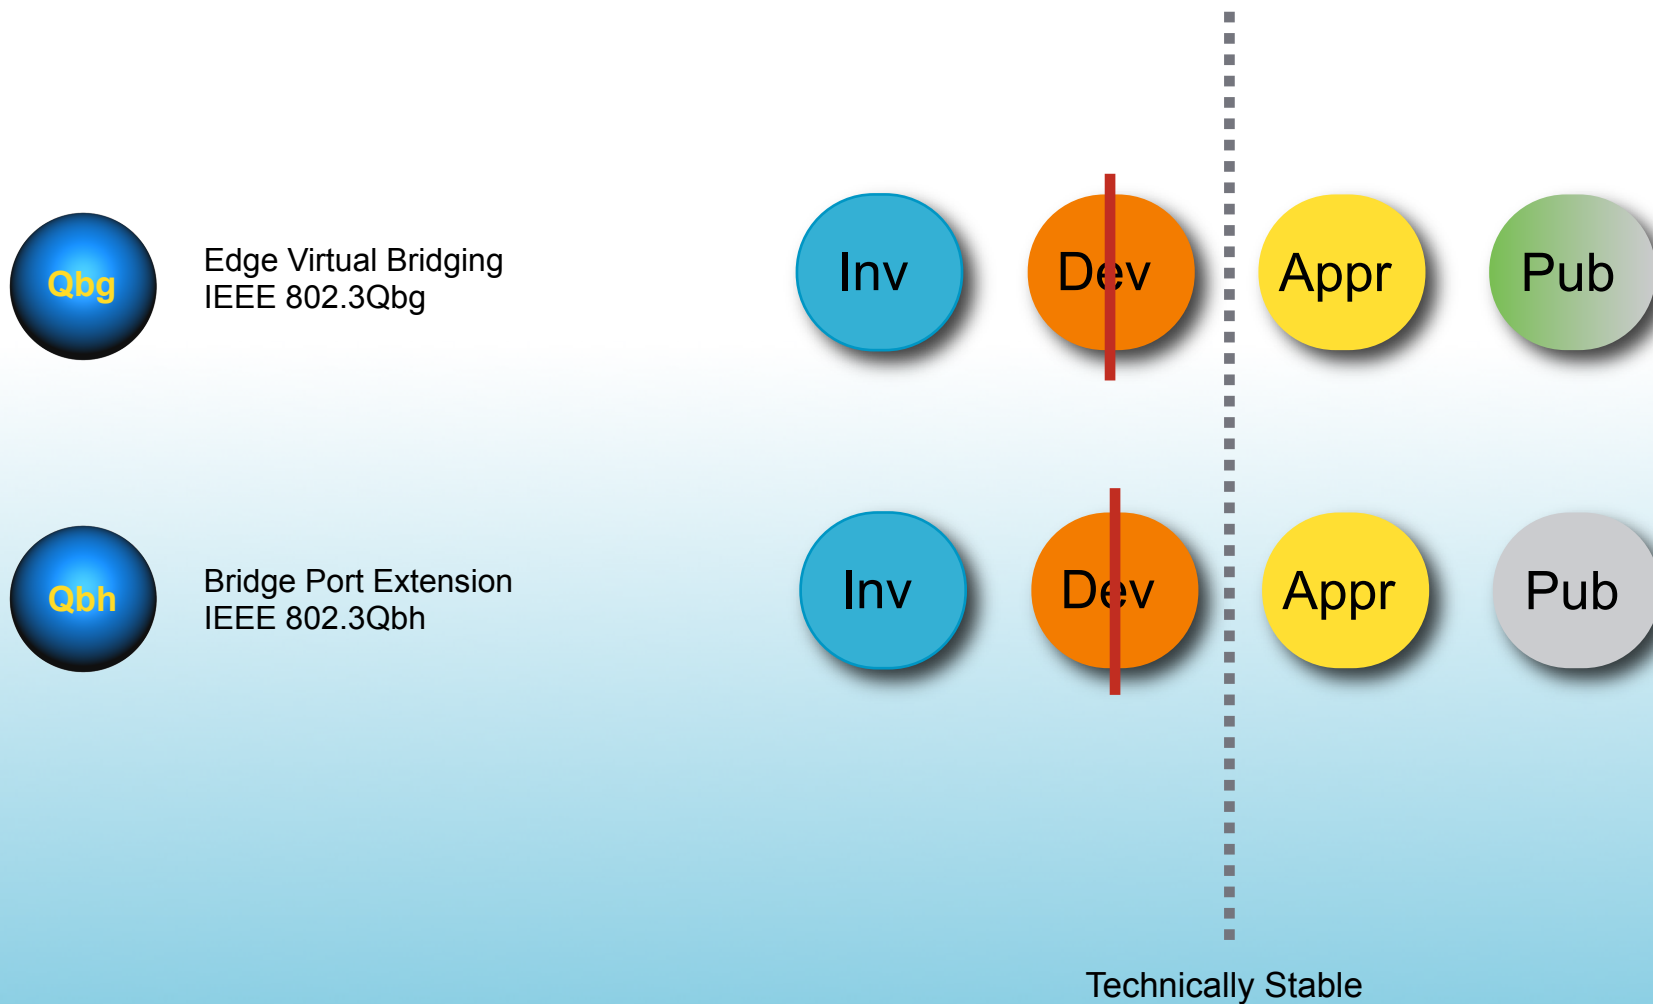 Qbg
Edge Virtual Bridging
IEEE 802.3Qbg
Inv
Dev
Appr
Pub
Qbh
Bridge Port Extension
IEEE 802.3Qbh
Inv
Dev
Appr
Pub
Technically Stable